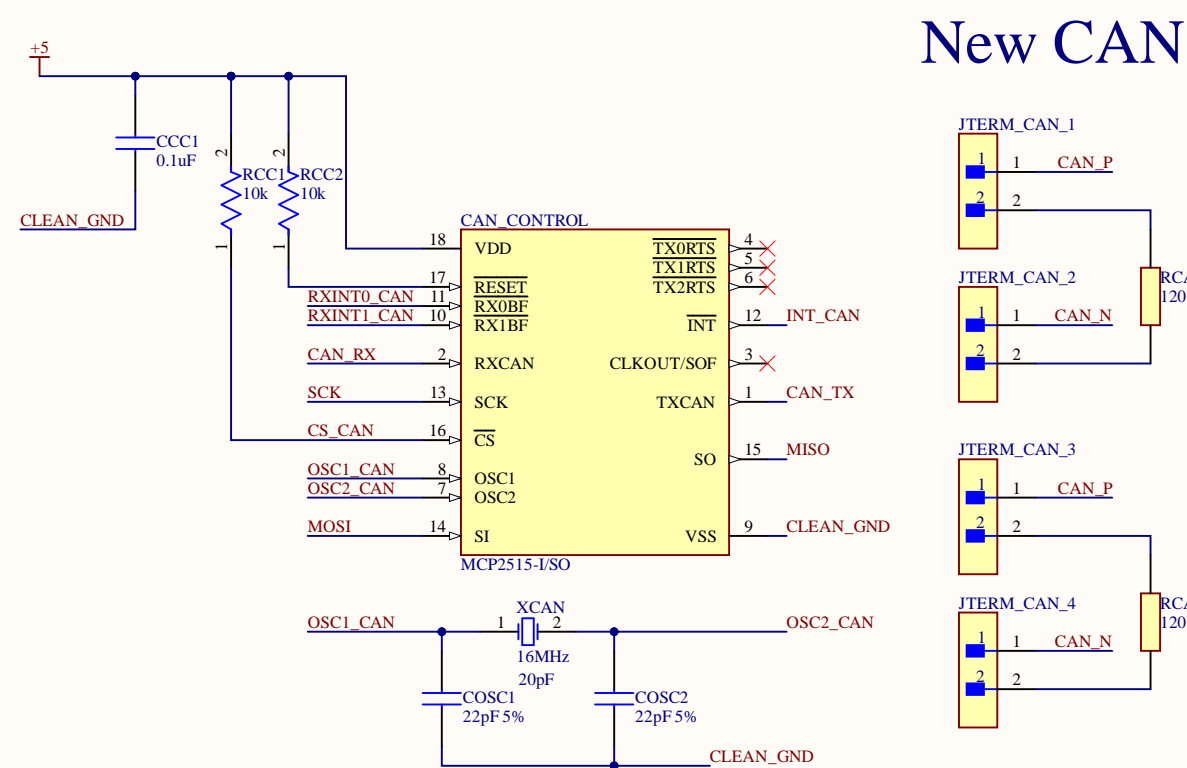 New CAN
+5
CCC1
0.1uF
CLEAN_GND
2
RCC1
10k
1
2
RCC2
10k
1
CAN_CONTROL
18 VDD
17 RESET
RXINT0_CAN 11 RX0BF
RXINT1_CAN 10 RX1BF
CAN_RX 2 RXCAN
SCK 13 SCK
CS_CAN 16 CS
OSC1_CAN 8 OSC1
OSC2_CAN 7 OSC2
MOSI 14 SI
TX0RTS 4
TX1RTS 5
TX2RTS 6
INT 12 INT_CAN
CLKOUT/SOF 3
TXCAN 1 CAN_TX
SO 15 MISO
VSS 9 CLEAN_GND
MCP2515-I/SO
XCAN
OSC1_CAN 1 2 OSC2_CAN
16MHz
20pF
COSC1
22pF 5%
COSC2
22pF 5%
CLEAN_GND
JTERM_CAN_1
1 1 CAN_P
2 2
JTERM_CAN_2
1 1 CAN_N
2 2
120
JTERM_CAN_3
1 1 CAN_P
2 2
JTERM_CAN_4
1 1 CAN_N
2 2
120